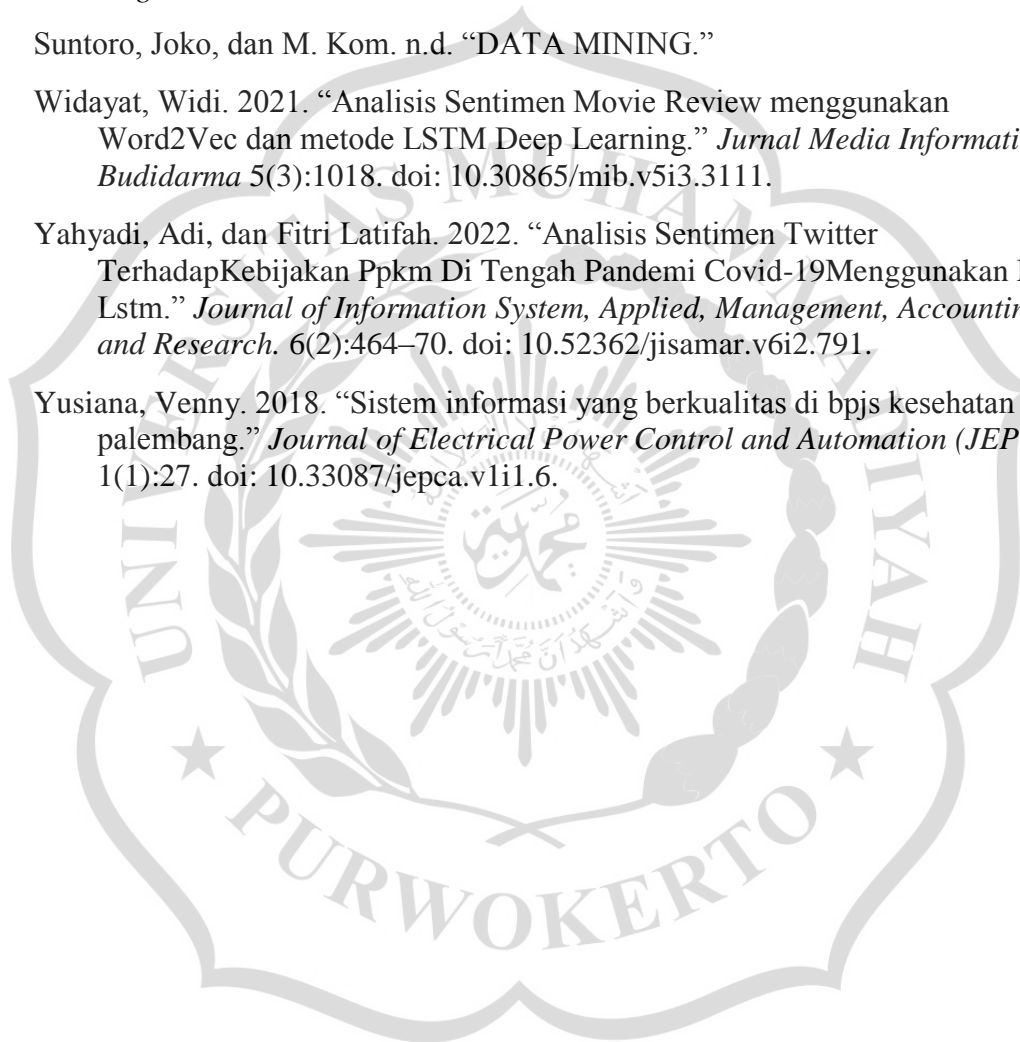 Suntoro, Joko, dan M. Kom. n.d. “DATA MINING.”
Widayat, Widi. 2021. “Analisis Sentimen Movie Review menggunakan
Word2Vec dan metode LSTM Deep Learning.” Jurnal Media Informati
Budidarma 5(3):1018. doi: 10.30865/mib.v5i3.3111.
Yahyadi, Adi, dan Fitri Latifah. 2022. “Analisis Sentimen Twitter
TerhadapKebijakan Ppkm Di Tengah Pandemi Covid-19Menggunakan
Lstm.” Journal of Information System, Applied, Management, Accountin
and Research. 6(2):464–70. doi: 10.52362/jisamar.v6i2.791.
Yusiana, Venny. 2018. “Sistem informasi yang berkualitas di bpjs kesehatan
palembang.” Journal of Electrical Power Control and Automation (JEP
1(1):27. doi: 10.33087/jepca.v1i1.6.
UNIVERSITAS MUHAMMADIYAH
PURWOKERTO